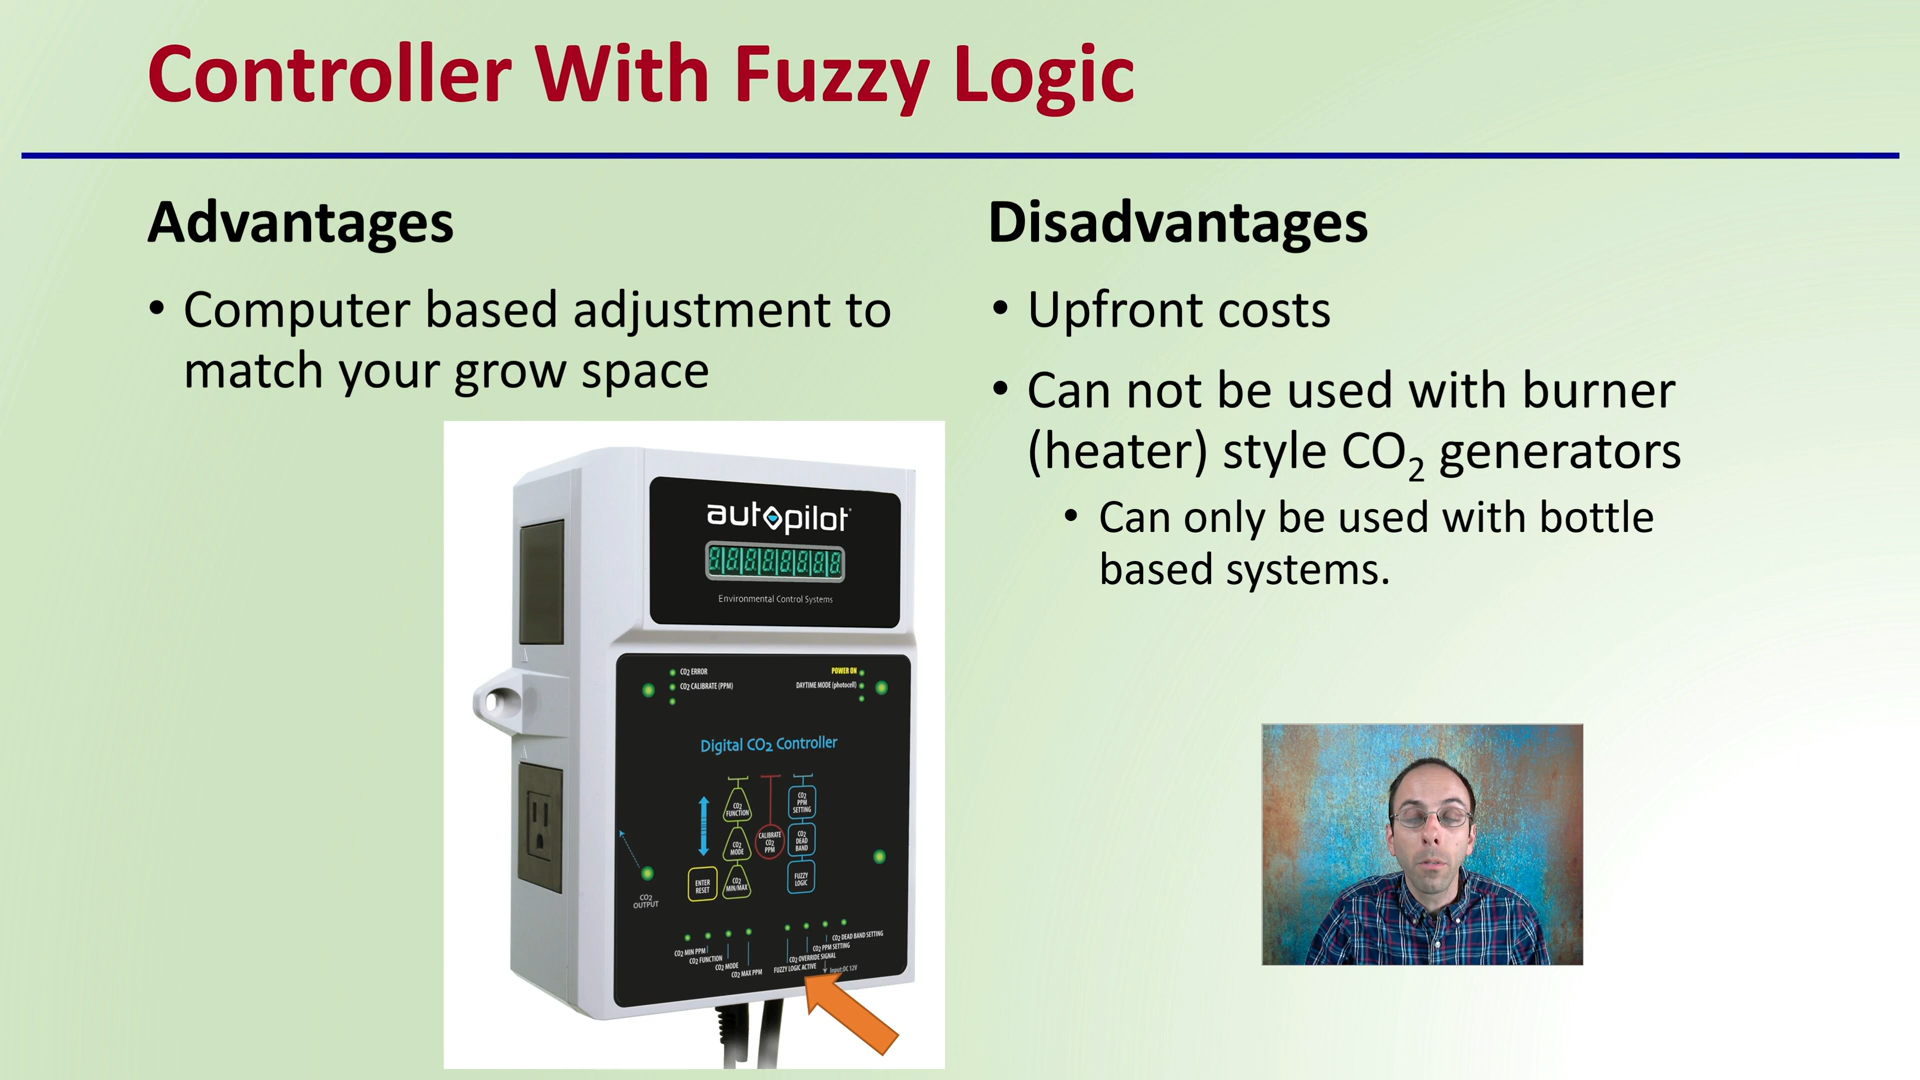 Controller With Fuzzy Logic
Advantages
• Computer based adjustment to
match your grow space
Disadvantages
• Upfront costs
• Can not be used with burner
(heater) style CO₂ generators
• Can only be used with bottle
based systems.
autopilot
88888888
Environmental Control Systems
CO₂ ERROR
CO₂ CALIBRATE (PPM)
POWER ON
DAYTIME MODE (photocell)
Digital CO₂ Controller
CO₂
FUNCTION
CO₂
MODE
CO₂
MIN/MAX
CALIBRATE
CO₂
PPM
CO₂
PPM
SETTING
CO₂
DEAD
BAND
FUZZY
LOGIC
ENTER
RESET
CO₂
OUTPUT
CO₂ MIN PPM
CO₂ FUNCTION
CO₂ MODE
CO₂ MAX PPM
CO₂ DEAD BAND SETTING
CO₂ PPM SETTING
CO₂ OVERRIDE SIGNAL
FUZZY LOGIC ACTIVE
Input:DC 12V